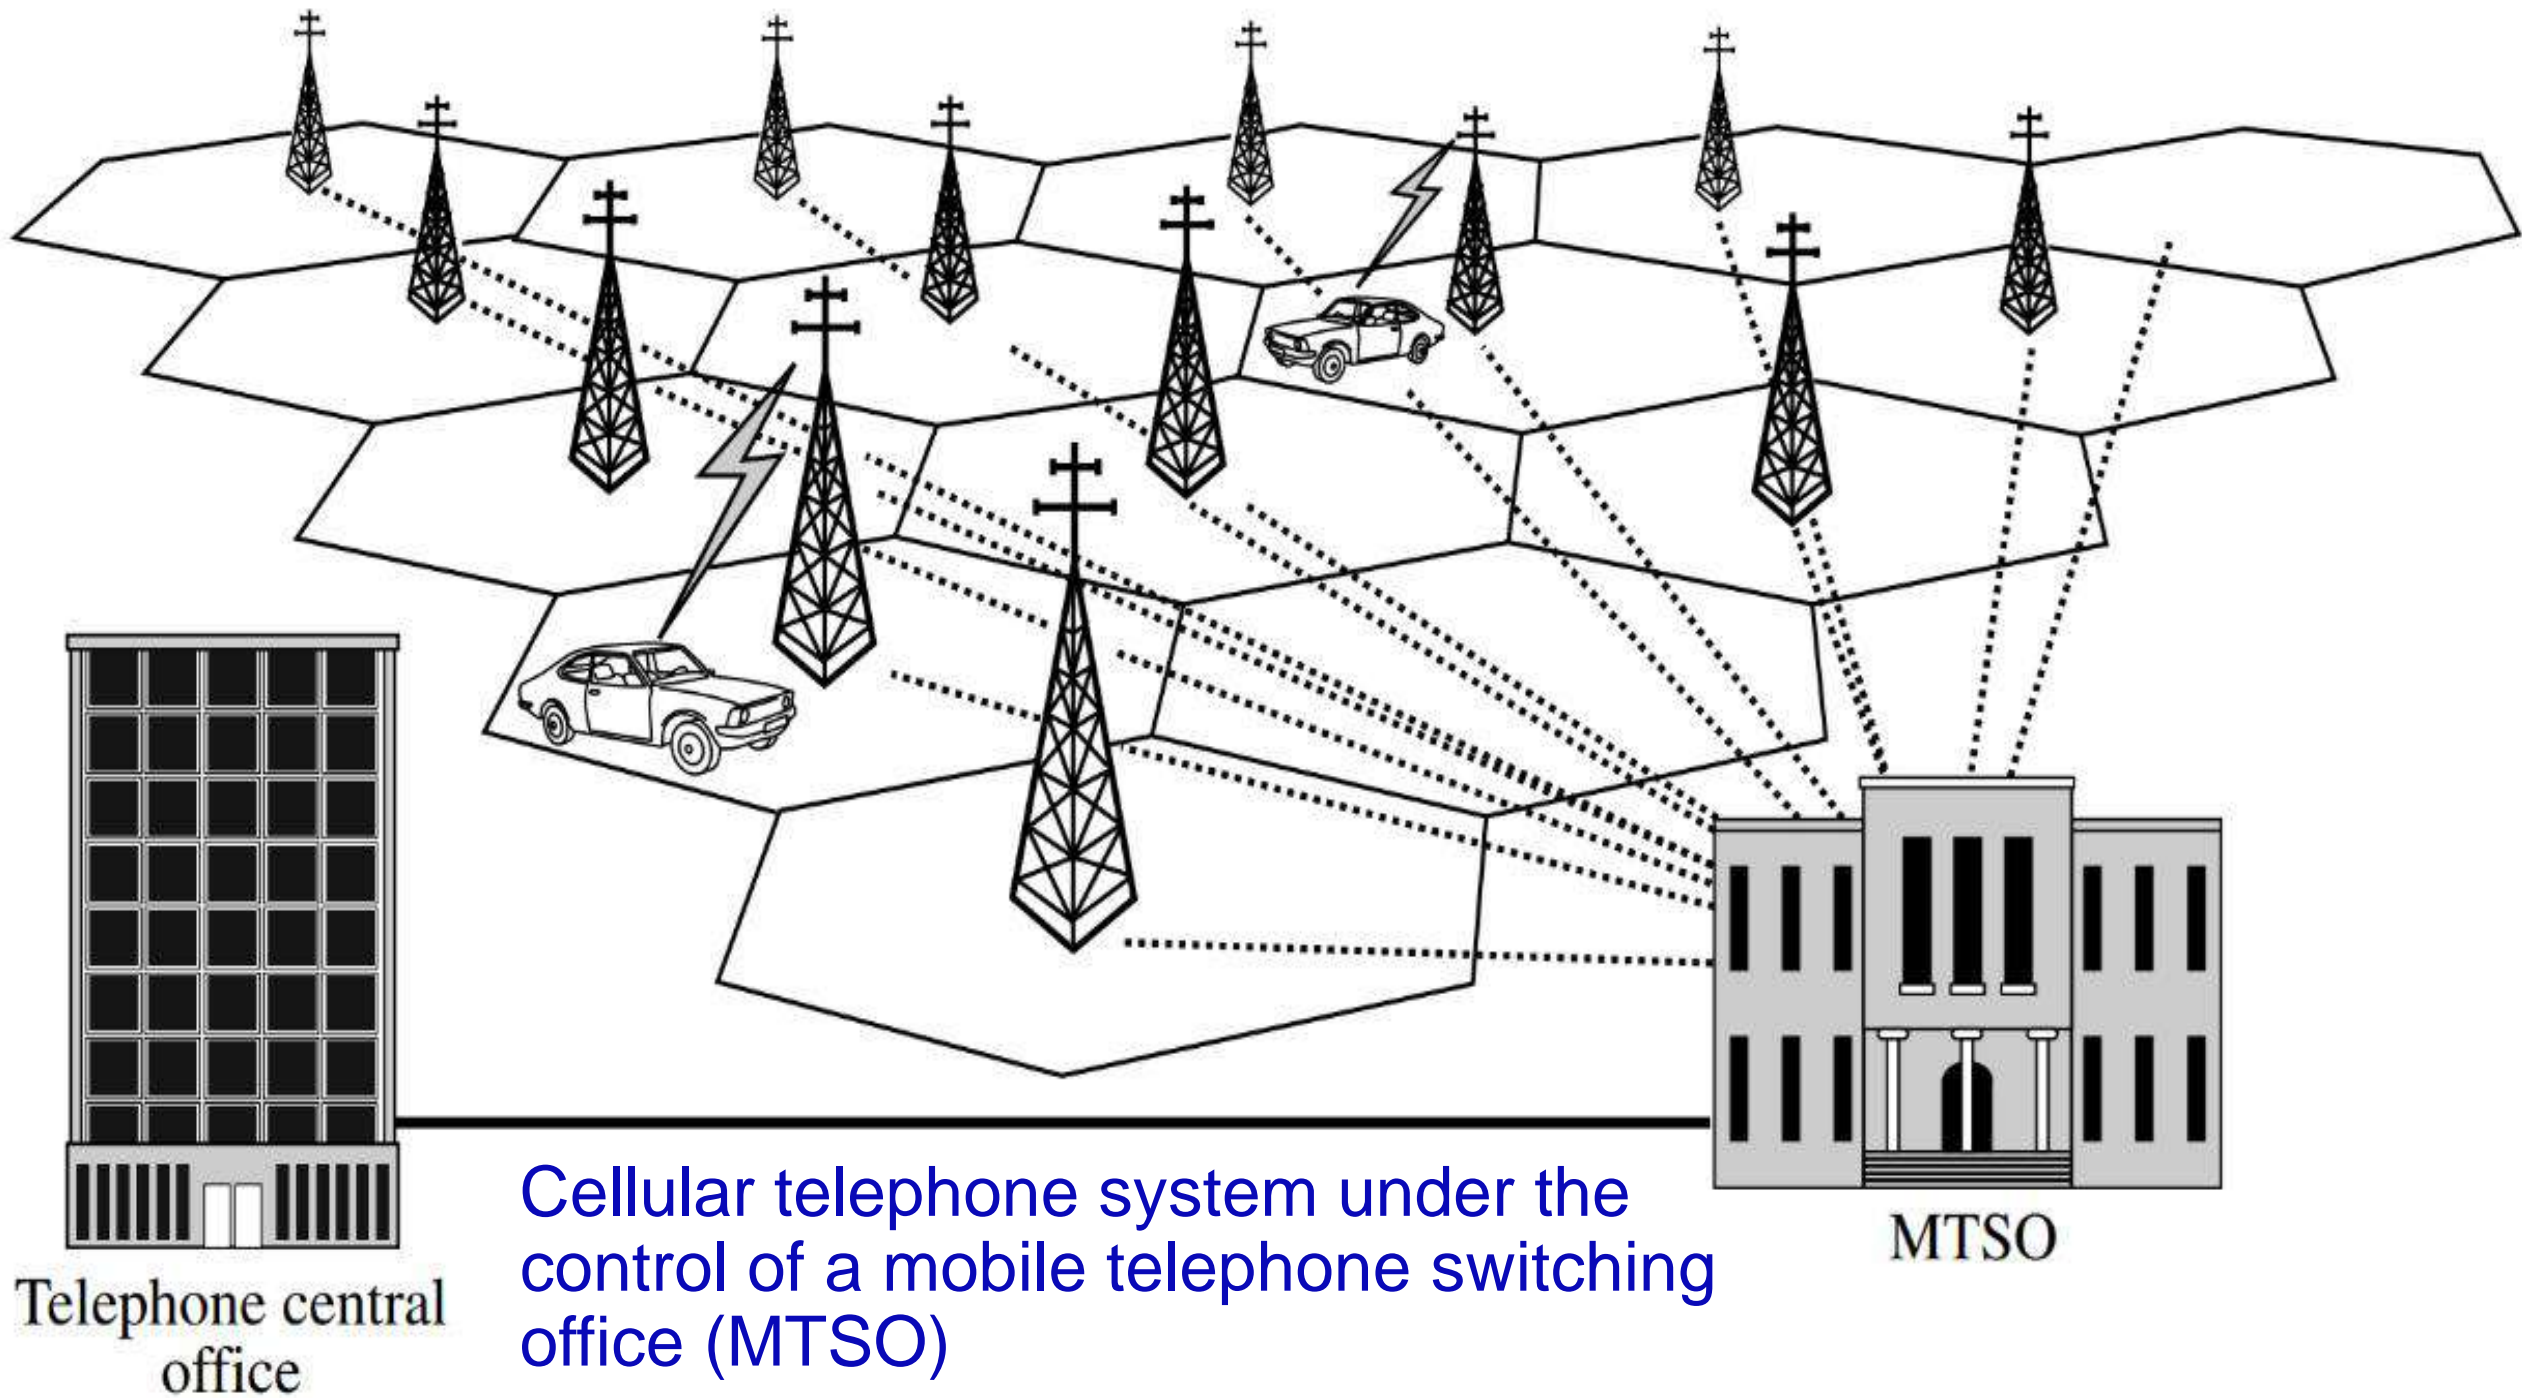 MTSO
Cellular telephone system under the
control of a mobile telephone switching
office (MTSO)
Telephone central
office